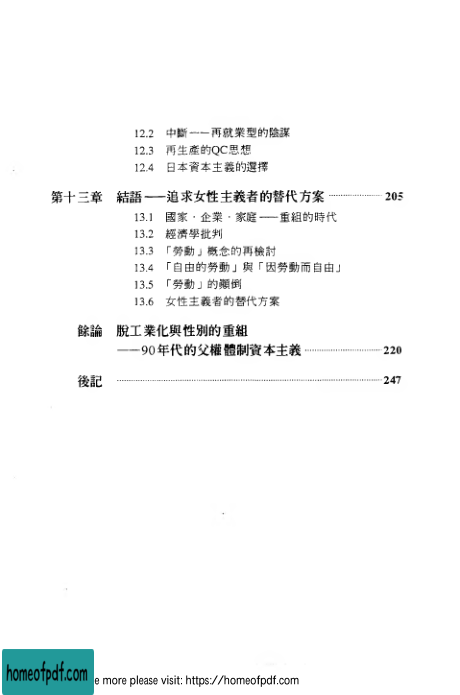 12.2 中斷——再就業型的陰謀
12.3 再生產的QC思想
12.4 日本資本主義的選擇
第十三章 結語——追求女性主義者的替代方案 205
13.1 國家．企業．家庭——重組的時代
13.2 經濟學批判
13.3 「勞動」概念的再檢討
13.4 「自由的勞動」與「因勞動而自由」
13.5 「勞動」的顛倒
13.6 女性主義者的替代方案
餘論 脫工業化與性別的重組
——90年代的父權體制資本主義 220
後記 247
homeofpdf.com
e more please visit: https://homeofpdf.com